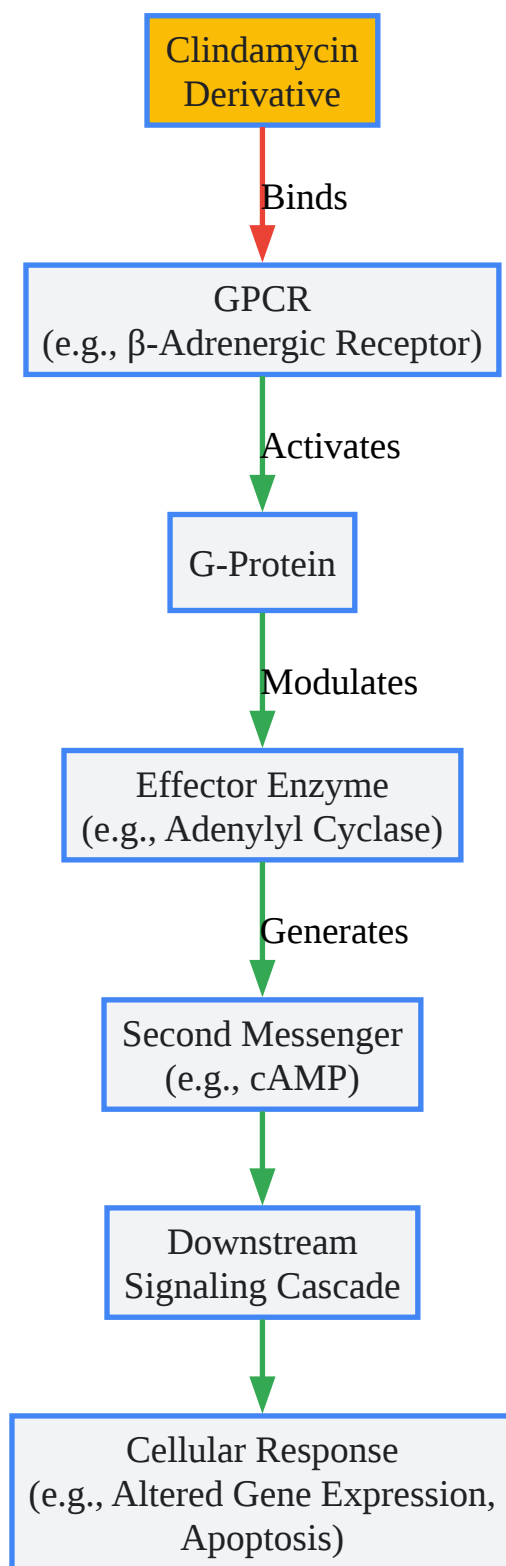 Clindamycin
Derivative
Binds
GPCR
(e.g., β-Adrenergic Receptor)
Activates
G-Protein
Modulates
Effector Enzyme
(e.g., Adenylyl Cyclase)
Generates
Second Messenger
(e.g., cAMP)
Downstream
Signaling Cascade
Cellular Response
(e.g., Altered Gene Expression,
Apoptosis)